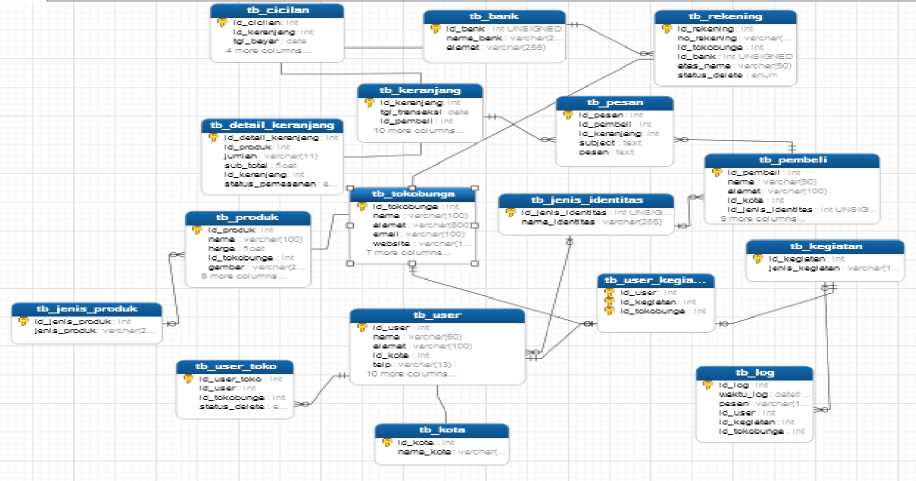 tb_cicilan
id_cicilan : int
id_keranjang : int
tgl_bayar : date
4 more columns...
tb_bank
id_bank : int UNSIGNED
nama_bank : varchar(2...
alamat : varchar(255)
tb_rekening
id_rekening : int
no_rekening : varchar(...
id_tokobunga : int
id_bank : int UNSIGNED
atas_nama : varchar(50)
status_delete : enum
tb_keranjang
id_keranjang : int
tgl_transaksi : date
id_pembeli : int
10 more columns...
tb_pesan
id_pesan : int
id_pembeli : int
id_keranjang : int
subject : text
pesan : text
tb_detail_keranjang
id_detail_keranjang : int
id_produk : int
jumlah : varchar(11)
sub_total : float
id_keranjang : int
status_pemesanan : e...
tb_pembeli
id_pembeli : int
nama : varchar(50)
alamat : varchar(100)
id_kota : int
id_jenis_identitas : int UNSIG...
9 more columns...
tb_tokobunga
id_tokobunga : int
nama : varchar(100)
alamat : varchar(500)
email : varchar(100)
website : varchar(1...
7 more columns...
tb_jenis_identitas
id_jenis_identitas : int UNSIG...
nama_identitas : varchar(255)
tb_produk
id_produk : int
nama : varchar(100)
harga : float
id_tokobunga : int
gambar : varchar(2...
5 more columns...
tb_kegiatan
id_kegiatan : int
jenis_kegiatan : varchar(1...
tb_user_kegia...
id_user : int
id_kegiatan : int
id_tokobunga : int
tb_jenis_produk
id_jenis_produk : int
jenis_produk : varchar(2...
tb_user
id_user : int
nama : varchar(50)
alamat : varchar(100)
id_kota : int
telp : varchar(13)
10 more columns...
tb_user_toko
id_user_toko : int
id_user : int
id_tokobunga : int
status_delete : e...
tb_log
id_log : int
waktu_log : dateti...
pesan : varchar(1...
id_user : int
id_kegiatan : int
id_tokobunga : int
tb_kota
id_kota : int
nama_kota : varchar(...